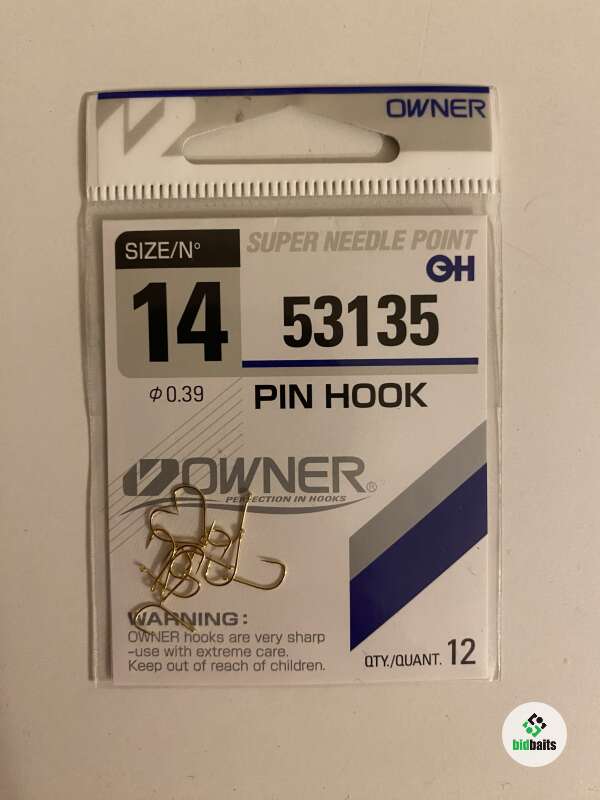 OWNER
SIZE/N°
SUPER NEEDLE POINT
OH
14
53135
Φ 0.39
PIN HOOK
OWNER®
PERFECTION IN HOOKS
WARNING:
OWNER hooks are very sharp
-use with extreme care.
Keep out of reach of children.
QTY./QUANT. 12
bidbaits